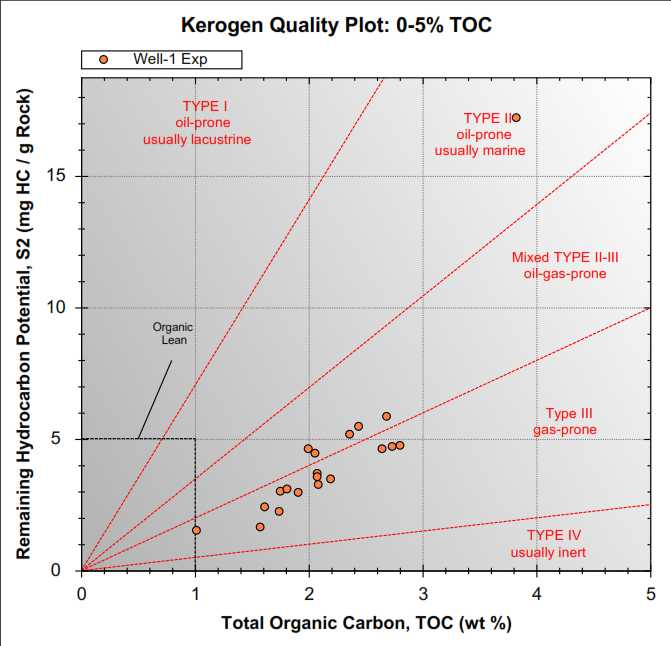 Kerogen Quality Plot: 0-5% TOC
Well-1 Exp
TYPE I
oil-prone
usually lacustrine
TYPE II
oil-prone
usually marine
Mixed TYPE II-III
oil-gas-prone
Organic
Lean
Type III
gas-prone
TYPE IV
usually inert
Remaining Hydrocarbon Potential, S2 (mg HC / g Rock)
15
10
5
0
0 1 2 3 4 5
Total Organic Carbon, TOC (wt %)